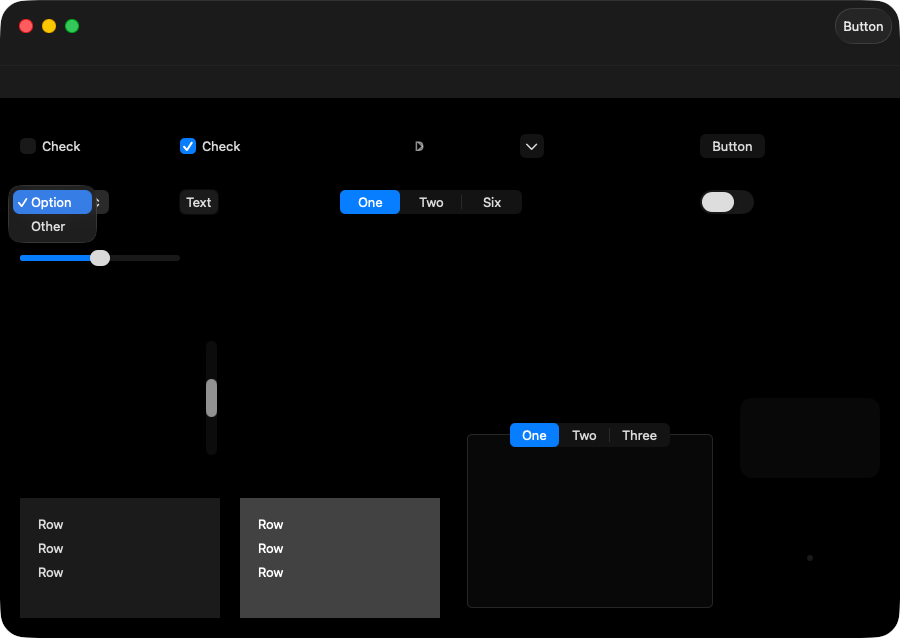 Button
Check
Check
Button
Option
Other
Text
One
Two
Six
One
Two
Three
Row
Row
Row
Row
Row
Row